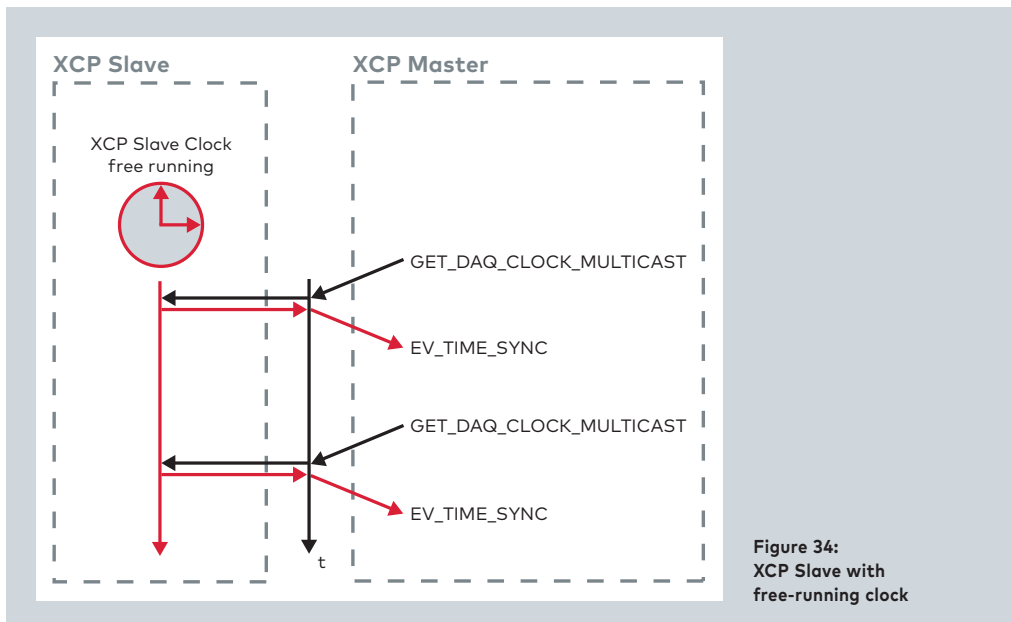 XCP Slave
XCP Master
XCP Slave Clock
free running
GET_DAQ_CLOCK_MULTICAST
EV_TIME_SYNC
GET_DAQ_CLOCK_MULTICAST
EV_TIME_SYNC
t
Figure 34:
XCP Slave with
free-running clock